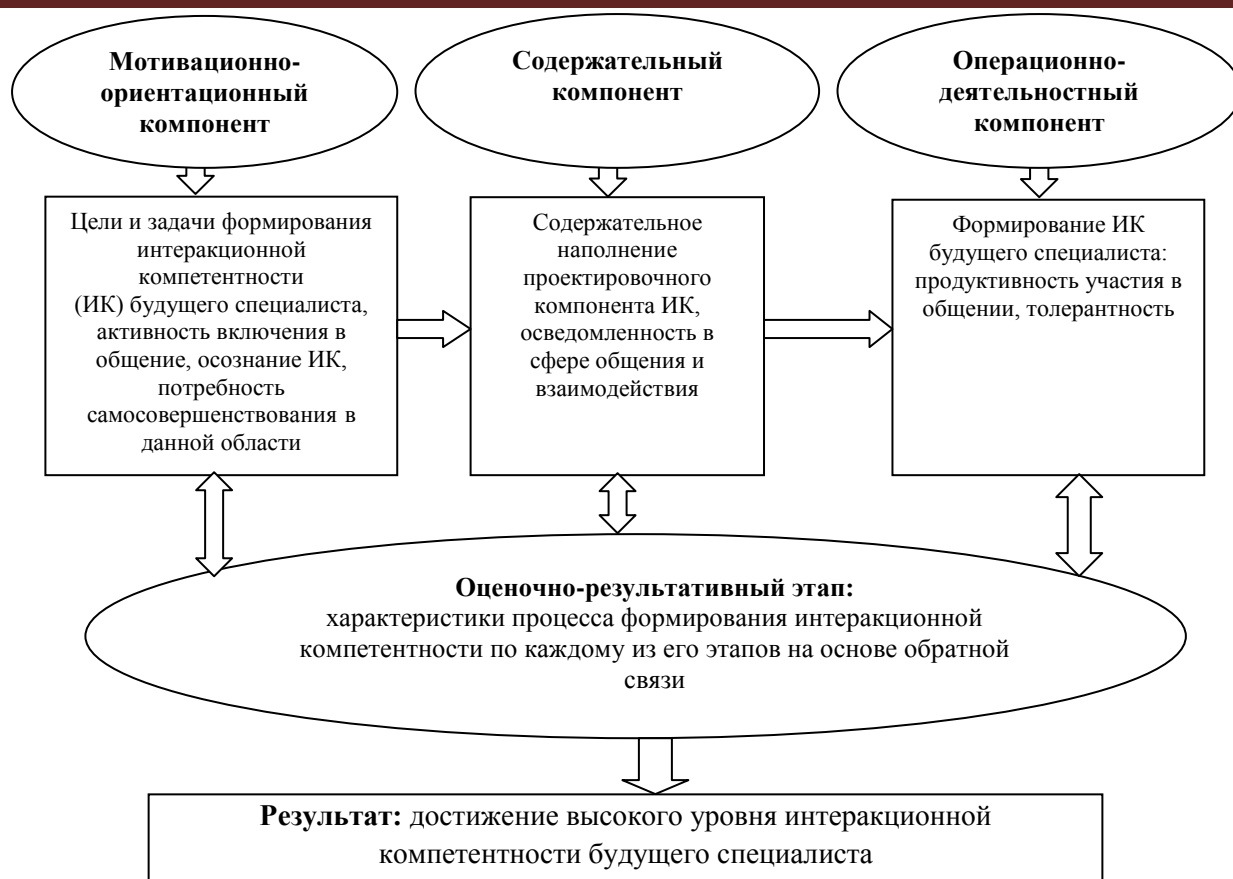 Мотивационно-
ориентационный
компонент
Содержательный
компонент
Операционно-
деятельностный
компонент
Цели и задачи формирования
интеракционной
компетентности
(ИК) будущего специалиста,
активность включения в
общение, осознание ИК,
потребность
самосовершенствования в
данной области
Содержательное
наполнение
проектировочного
компонента ИК,
осведомленность в
сфере общения и
взаимодействия
Формирование ИК
будущего специалиста:
продуктивность участия в
общении, толерантность
Оценочно-результативный этап:
характеристики процесса формирования интеракционной
компетентности по каждому из его этапов на основе обратной
связи
Результат: достижение высокого уровня интеракционной
компетентности будущего специалиста